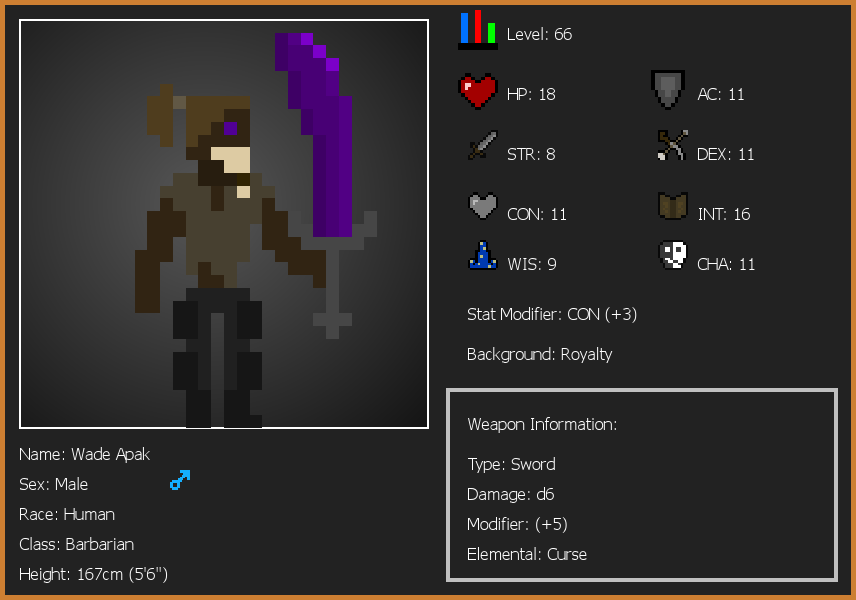 Level: 66
HP: 18
AC: 11
STR: 8
DEX: 11
CON: 11
INT: 16
WIS: 9
CHA: 11
Stat Modifier: CON (+3)
Background: Royalty
Weapon Information:
Type: Sword
Damage: d6
Modifier: (+5)
Elemental: Curse
Name: Wade Apak
Sex: Male
Race: Human
Class: Barbarian
Height: 167cm (5'6")